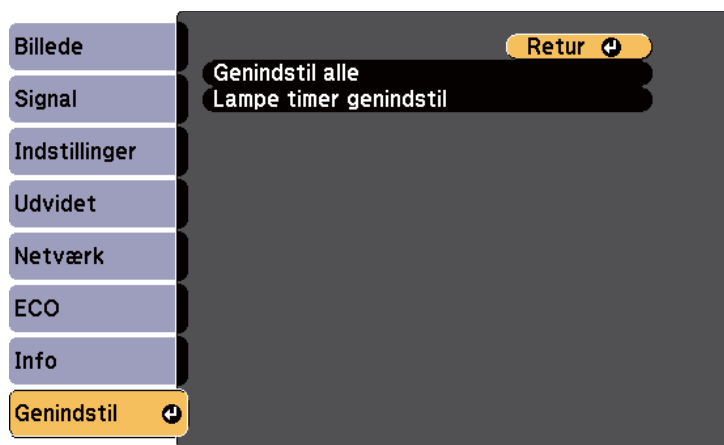 Billede
Signal
Indstillinger
Udvidet
Netværk
ECO
Info
Genindstil
Retur
Genindstil alle
Lampe timer genindstil